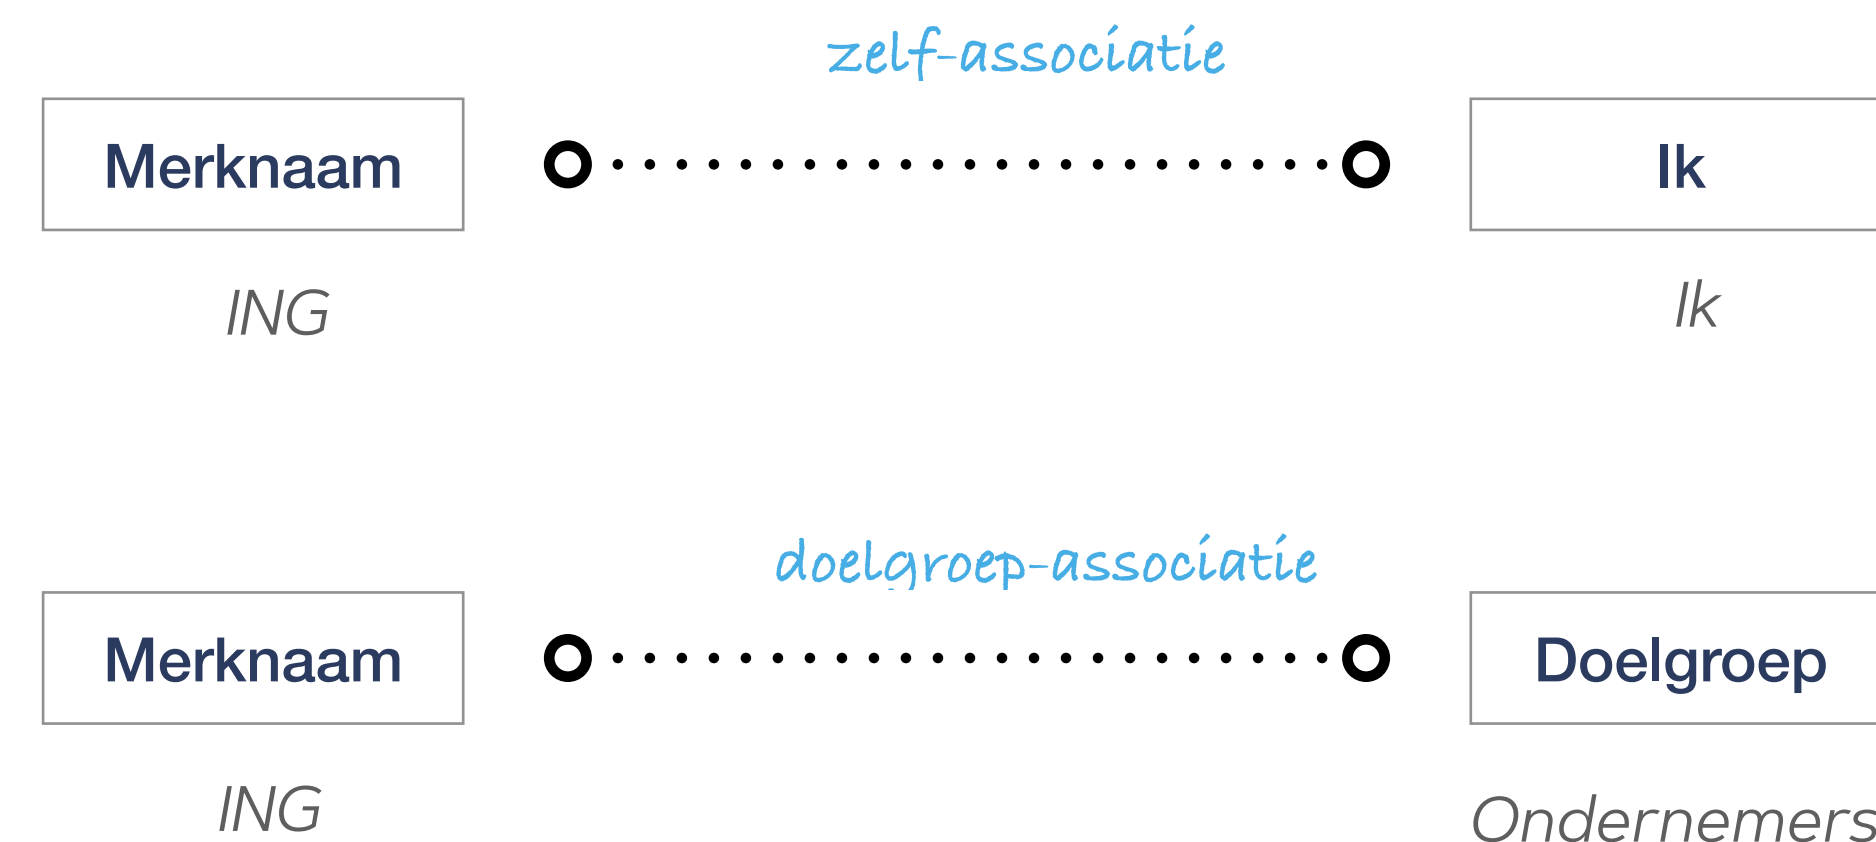 zelf-associatie
Merknaam
Ik
ING
Ik
doelgroep-associatie
Merknaam
Doelgroep
ING
Ondernemers